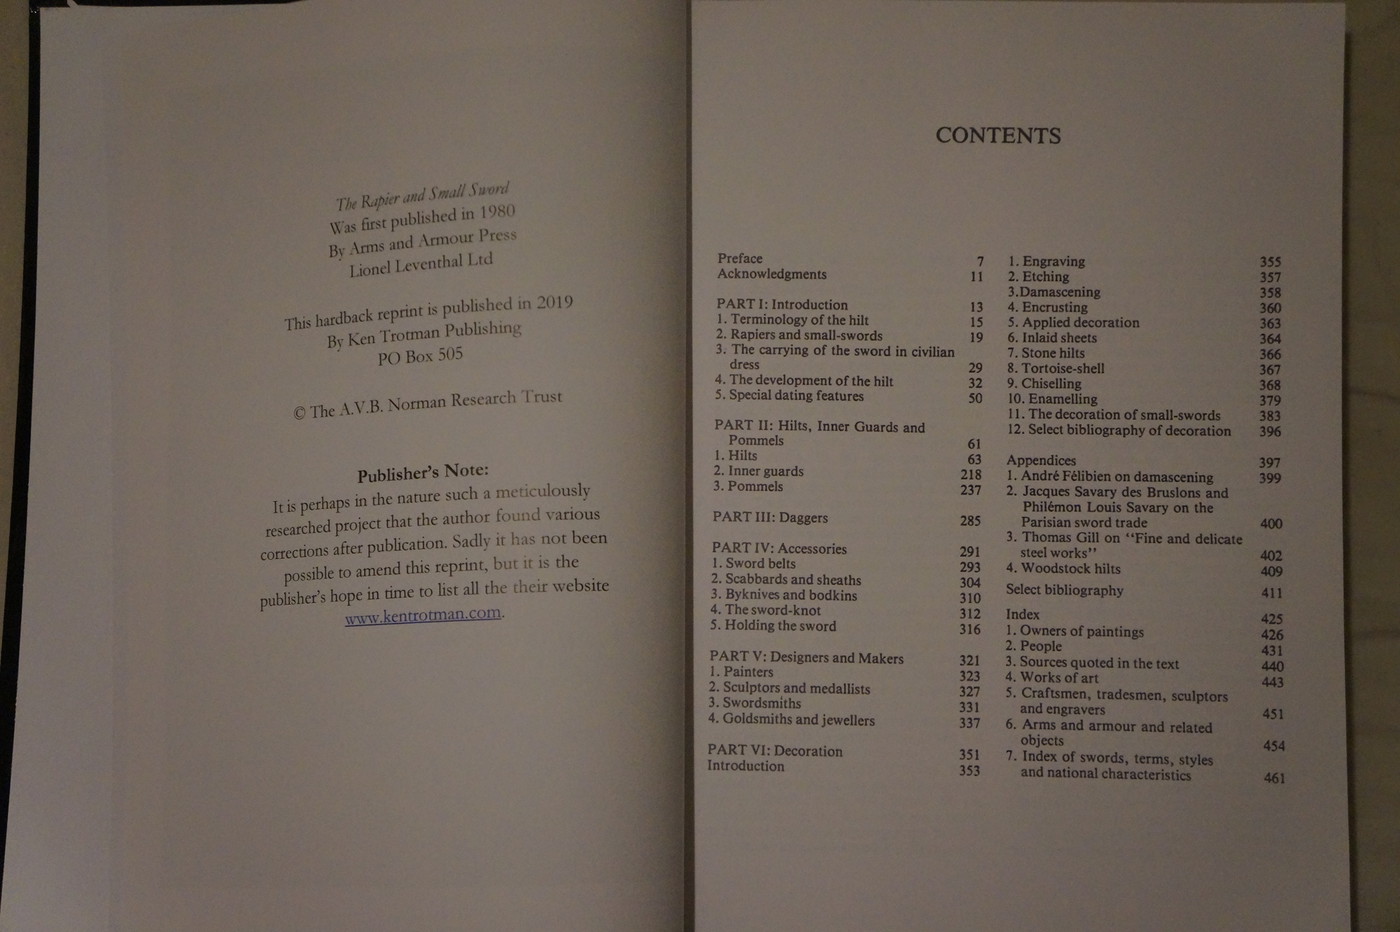 The Rapier and Small Sword
Was first published in 1980
By Arms and Armour Press
Lionel Leventhal Ltd
This hardback reprint is published in 2019
By Ken Trotman Publishing
PO Box 505
© The A.V.B. Norman Research Trust
Publisher's Note:
It is perhaps in the nature such a meticulously
researched project that the author found various
corrections after publication. Sadly it has not been
possible to amend this reprint, but it is the
publisher's hope in time to list all the their website
www.kentrotman.com.
CONTENTS
Preface 7
Acknowledgments 11
PART I: Introduction 13
1. Terminology of the hilt 15
2. Rapiers and small-swords 19
3. The carrying of the sword in civilian
dress 29
4. The development of the hilt 32
5. Special dating features 50
PART II: Hilts, Inner Guards and
Pommels 61
1. Hilts 63
2. Inner guards 218
3. Pommels 237
PART III: Daggers 285
PART IV: Accessories 291
1. Sword belts 293
2. Scabbards and sheaths 304
3. Byknives and bodkins 310
4. The sword-knot 312
5. Holding the sword 316
PART V: Designers and Makers 321
1. Painters 323
2. Sculptors and medallists 327
3. Swordsmiths 331
4. Goldsmiths and jewellers 337
PART VI: Decoration 351
Introduction 353
1. Engraving 355
2. Etching 357
3.Damascening 358
4. Encrusting 360
5. Applied decoration 363
6. Inlaid sheets 364
7. Stone hilts 366
8. Tortoise-shell 367
9. Chiselling 368
10. Enamelling 379
11. The decoration of small-swords 383
12. Select bibliography of decoration 396
Appendices 397
1. André Félibien on damascening 399
2. Jacques Savary des Bruslons and
Philémon Louis Savary on the
Parisian sword trade 400
3. Thomas Gill on "Fine and delicate
steel works" 402
4. Woodstock hilts 409
Select bibliography 411
Index 425
1. Owners of paintings 426
2. People 431
3. Sources quoted in the text 440
4. Works of art 443
5. Craftsmen, tradesmen, sculptors
and engravers 451
6. Arms and armour and related
objects 454
7. Index of swords, terms, styles
and national characteristics 461